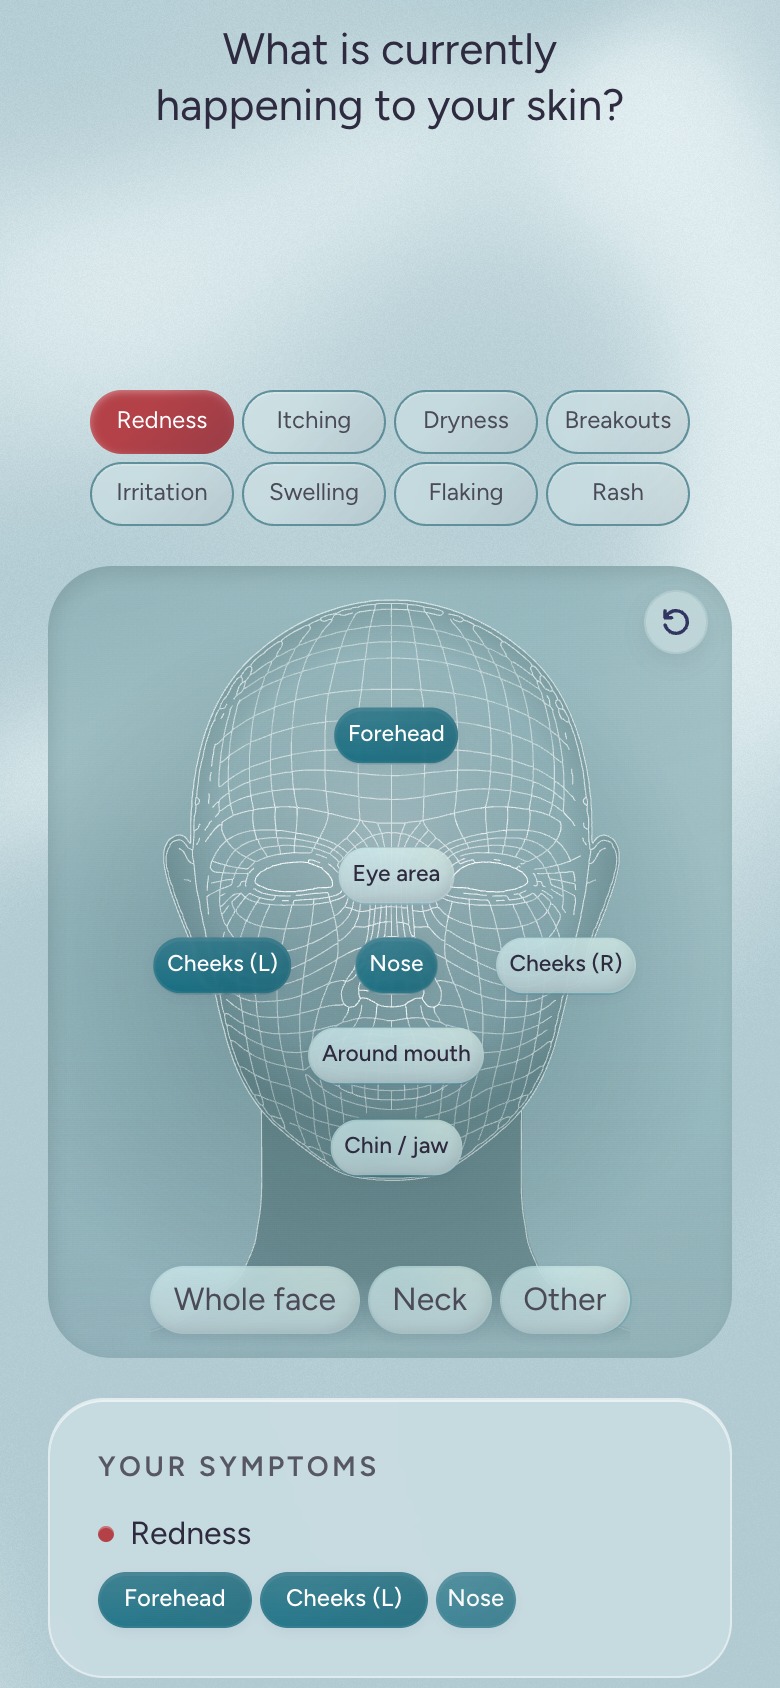 What is currently
happening to your skin?
Redness Itching Dryness Breakouts
Irritation Swelling Flaking Rash
Forehead
Eye area
Cheeks (L) Nose Cheeks (R)
Around mouth
Chin / jaw
Whole face Neck Other
YOUR SYMPTOMS
Redness
Forehead Cheeks (L) Nose